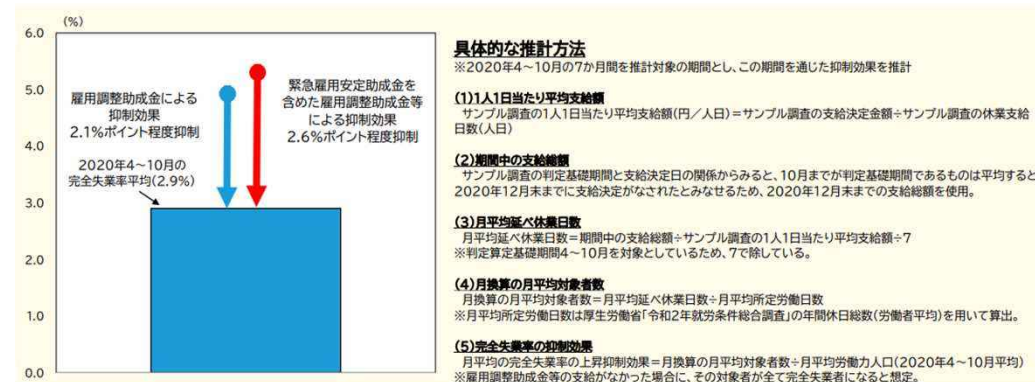 (%)
6.0
5.0
4.0
3.0
2.0
1.0
0.0
雇用調整助成金による
抑制効果
2.1%ポイント程度抑制
緊急雇用安定助成金を
含めた雇用調整助成金等
による抑制効果
2.6%ポイント程度抑制
2020年4～10月の
完全失業率平均(2.9%)
具体的な推計方法
※2020年4～10月の7か月間を推計対象の期間とし、この期間を通じた抑制効果を推計
(1)1人1日当たり平均支給額
サンプル調査の1人1日当たり平均支給額(円／人日)＝サンプル調査の支給決定金額÷サンプル調査の休業支給
日数(人日)
(2)期間中の支給総額
サンプル調査の判定基礎期間と支給決定日の関係からみると、10月までが判定基礎期間であるものは平均すると
2020年12月末までに支給決定がなされたとみなせるため、2020年12月末までの支給総額を使用。
(3)月平均延べ休業日数
月平均延べ休業日数＝期間中の支給総額÷サンプル調査の1人1日当たり平均支給額÷7
※判定算定基礎期間4～10月を対象としているため、7で除している。
(4)月換算の月平均対象者数
月換算の月平均対象者数＝月平均延べ休業日数÷月平均所定労働日数
※月平均所定労働日数は厚生労働省「令和2年就労条件総合調査」の年間休日総数(労働者平均)を用いて算出。
(5)完全失業率の抑制効果
月平均の完全失業率の上昇抑制効果＝月換算の月平均対象者数÷月平均労働力人口(2020年4～10月平均)
※雇用調整助成金等の支給がなかった場合に、その対象者が全て完全失業者になると想定。